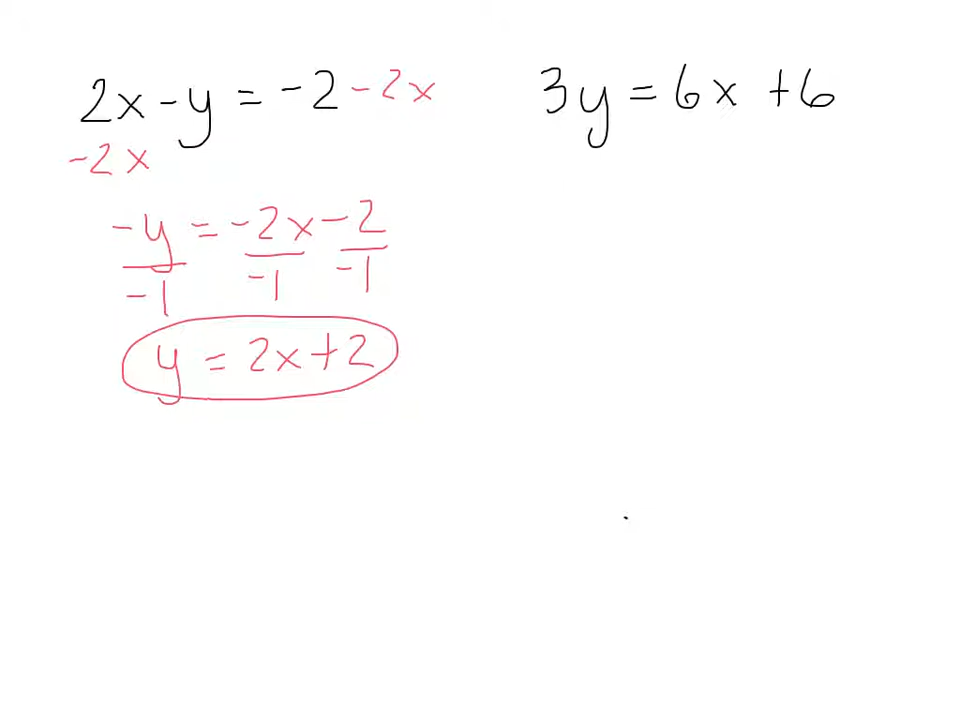 2x - y = -2 - 2x
-2x
-y = -2x - 2
-1 -1 -1
y = 2x + 2
3y = 6x + 6